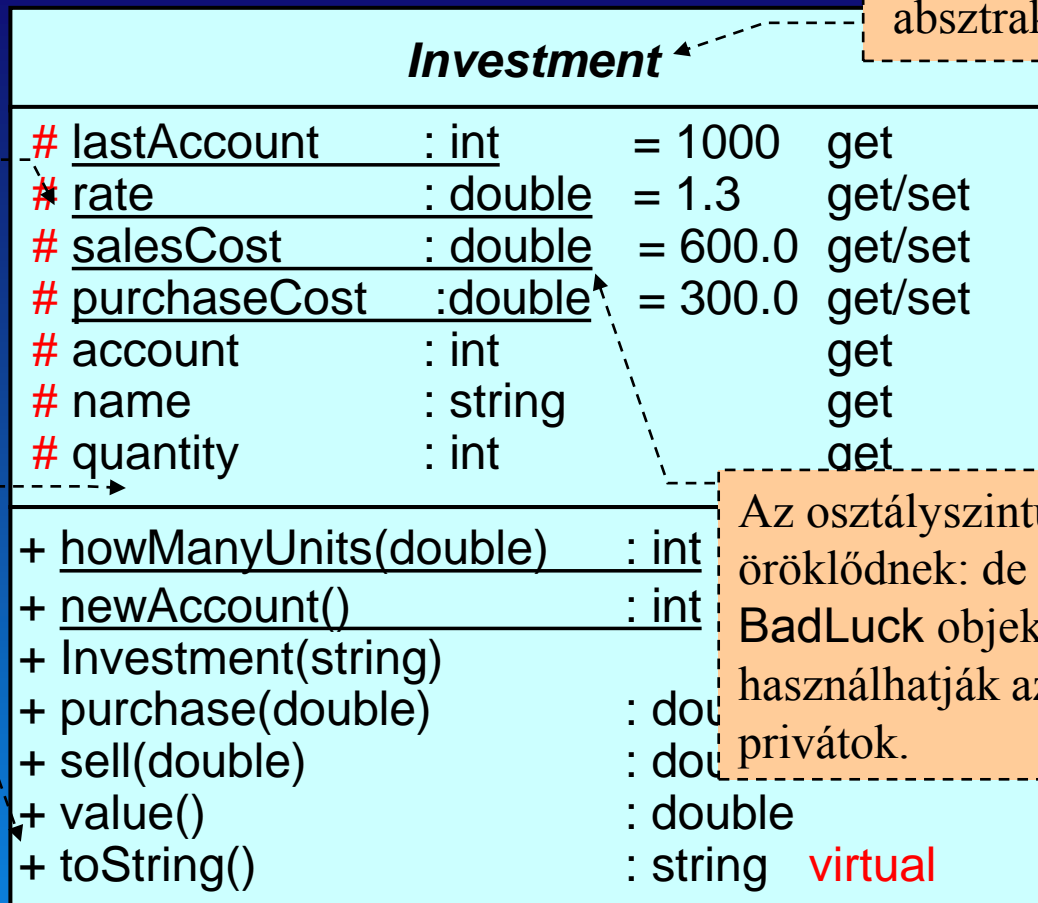 absztrak
Investment
# lastAccount : int = 1000 get
# rate : double = 1.3 get/set
# salesCost : double = 600.0 get/set
# purchaseCost :double = 300.0 get/set
# account : int get
# name : string get
# quantity : int get
+ howManyUnits(double) : int
+ newAccount() : int
+ Investment(string)
+ purchase(double) : dou
+ sell(double) : dou
+ value() : double
+ toString() : string virtual
Az osztályszintű
öröklődnek: de
BadLuck objek
használhatják az
privátok.